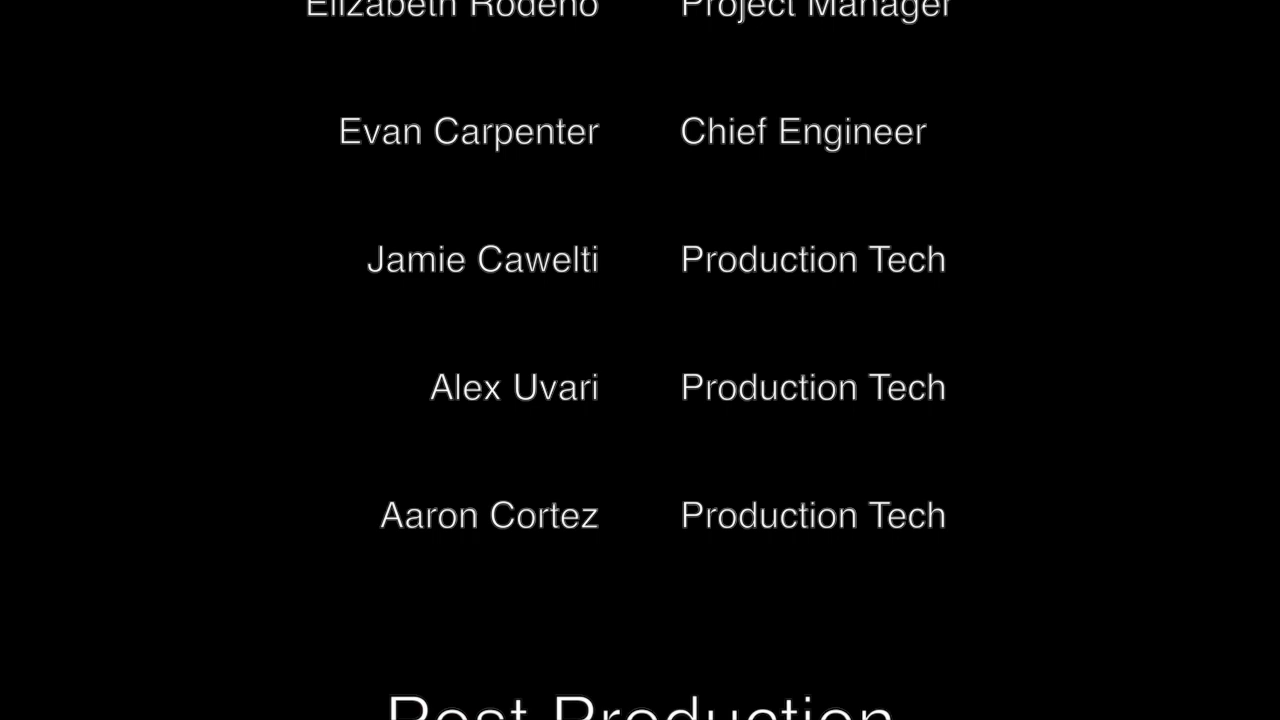 Elizabeth Rodeno Project Manager
Evan Carpenter Chief Engineer
Jamie Cawelti Production Tech
Alex Uvari Production Tech
Aaron Cortez Production Tech
Post Production